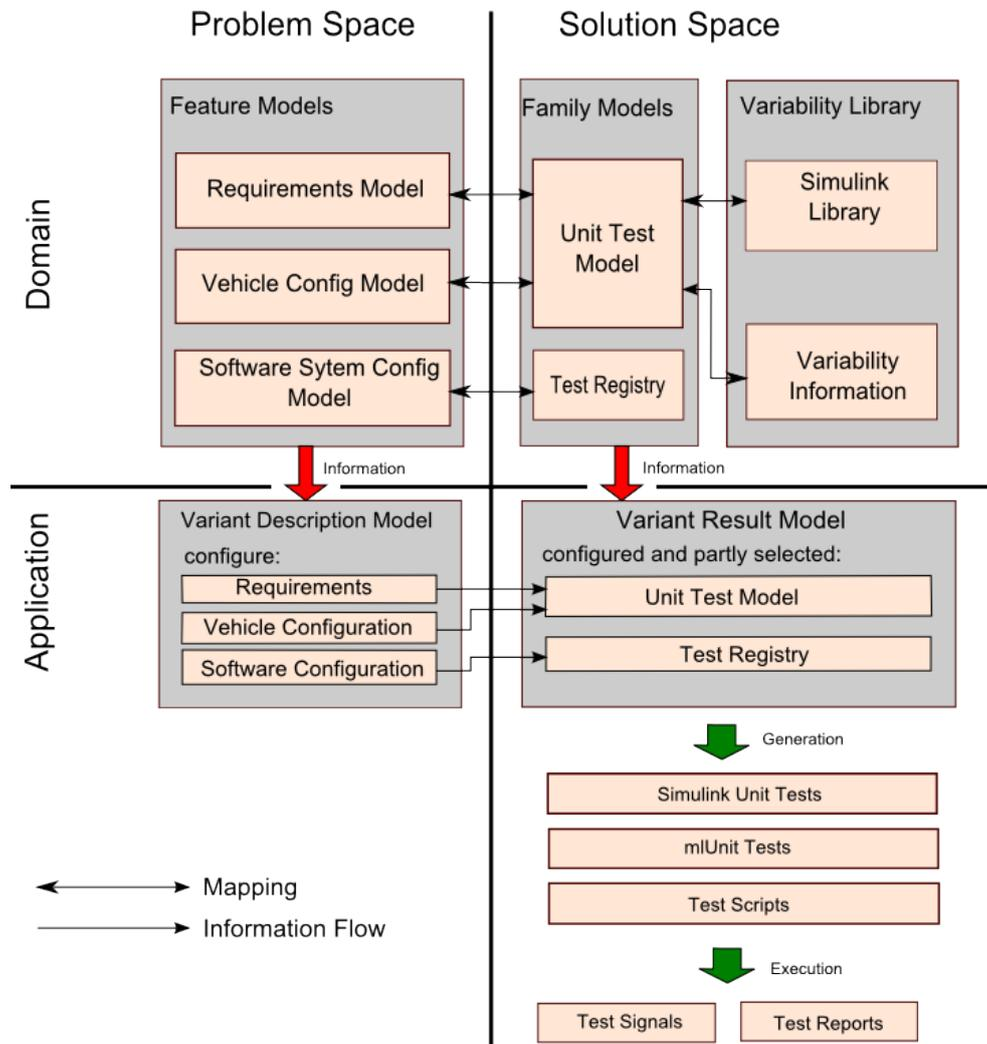 Problem Space
Solution Space
Domain
Feature Models
Requirements Model
Vehicle Config Model
Software Sytem Config
Model
Family Models
Unit Test
Model
Test Registry
Variability Library
Simulink
Library
Variability
Information
Information
Information
Application
Variant Description Model
configure:
Requirements
Vehicle Configuration
Software Configuration
Variant Result Model
configured and partly selected:
Unit Test Model
Test Registry
Generation
Simulink Unit Tests
mlUnit Tests
Test Scripts
Execution
Test Signals
Test Reports
Mapping
Information Flow